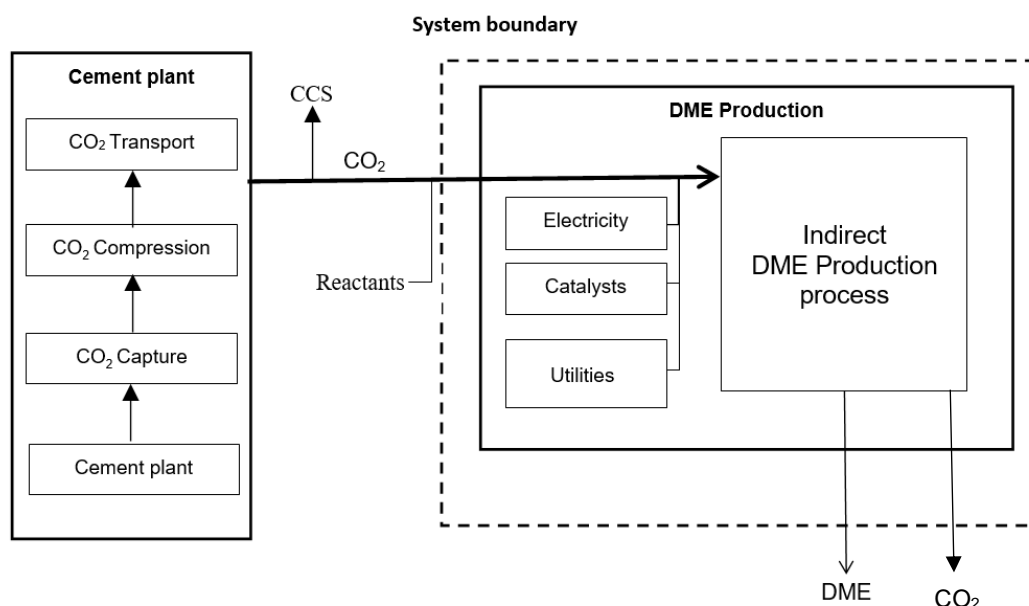 System boundary
Cement plant
CO₂ Transport
CO₂ Compression
CO₂ Capture
Cement plant
CCS
CO₂
Reactants
DME Production
Electricity
Catalysts
Utilities
Indirect
DME Production
process
DME
CO₂